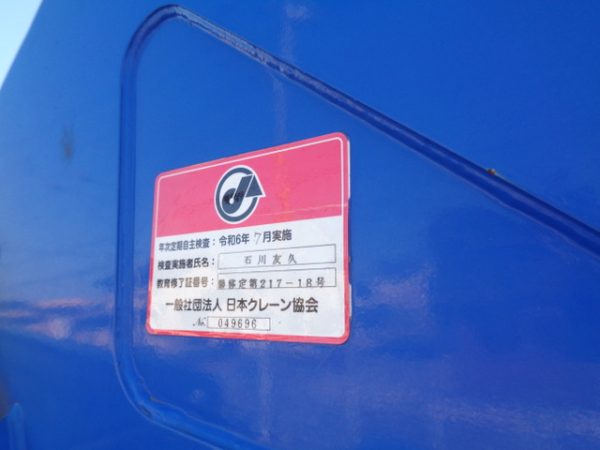 年次定期自主検査：令和6年 7月実施
検査実施者氏名：石川友久
教育修了証番号：勝客定第217-18号
一般社団法人 日本クレーン協会
No. 049696